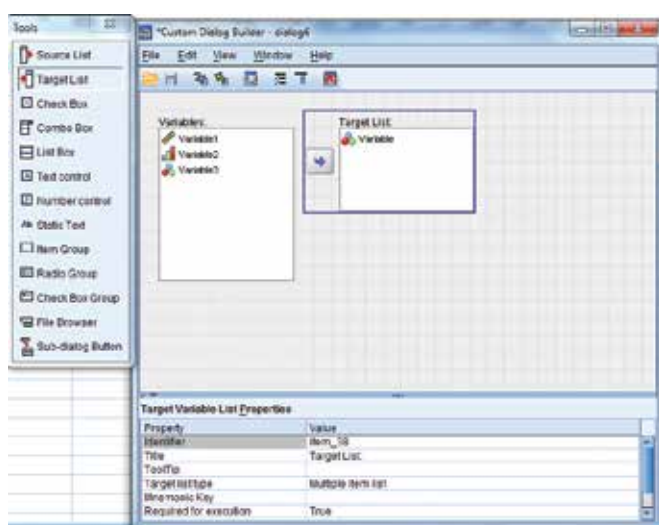 Tools
Source List
Target List
Check Box
Combo Box
List Box
Text control
Number control
Static Text
Item Group
Radio Group
Check Box Group
File Browser
Sub-dialog Button
*Custom Dialog Builder - dialog6
File Edit View Window Help
Variables:
Variable1
Variable2
Variable3
Target List:
Variable
Target Variable List Properties
Property Value
Identifier item_18
Title Target List:
ToolTip
Target list type Multiple item list
Mnemonic Key
Required for execution True